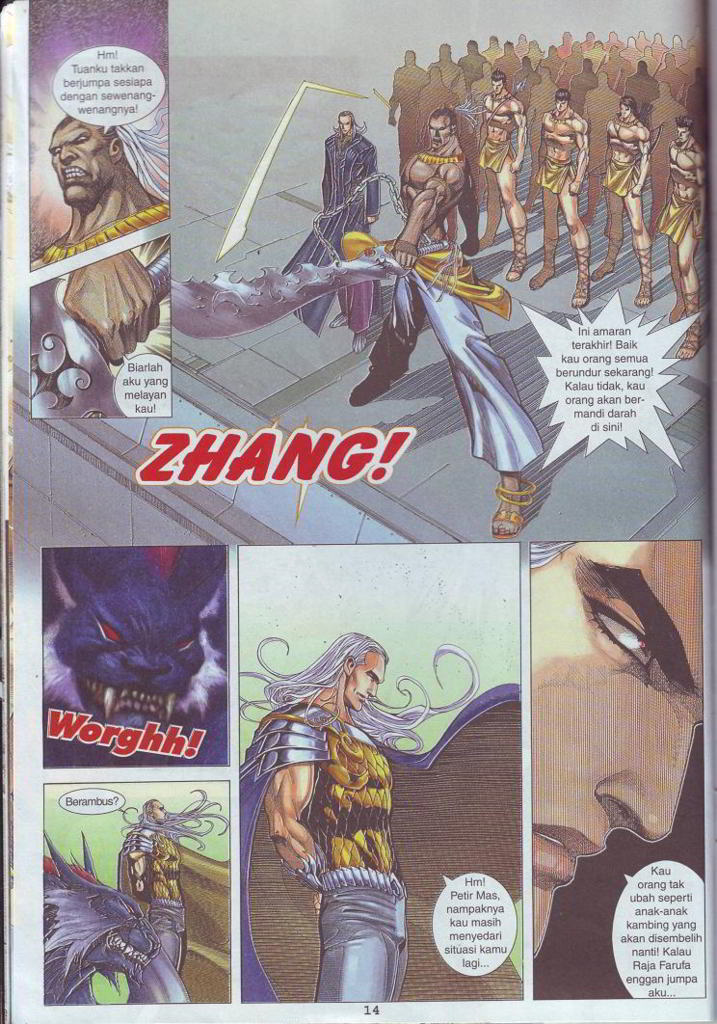 Hm!
Tuanku takkan
berjumpa sesiapa
dengan sewenang-
wenangnya!
Biarlah
aku yang
melayan
kau!
Ini amaran
terakhir! Baik
kau orang semua
berundur sekarang!
Kalau tidak, kau
orang akan ber-
mandi darah
di sini!
ZHANG!
Worghh!
Berambus?
Hm!
Petir Mas,
nampaknya
kau masih
menyedari
situasi kamu
lagi...
Kau
orang tak
ubah seperti
anak-anak
kambing yang
akan disembelih
nanti! Kalau
Raja Farufa
enggan jumpa
aku...
14